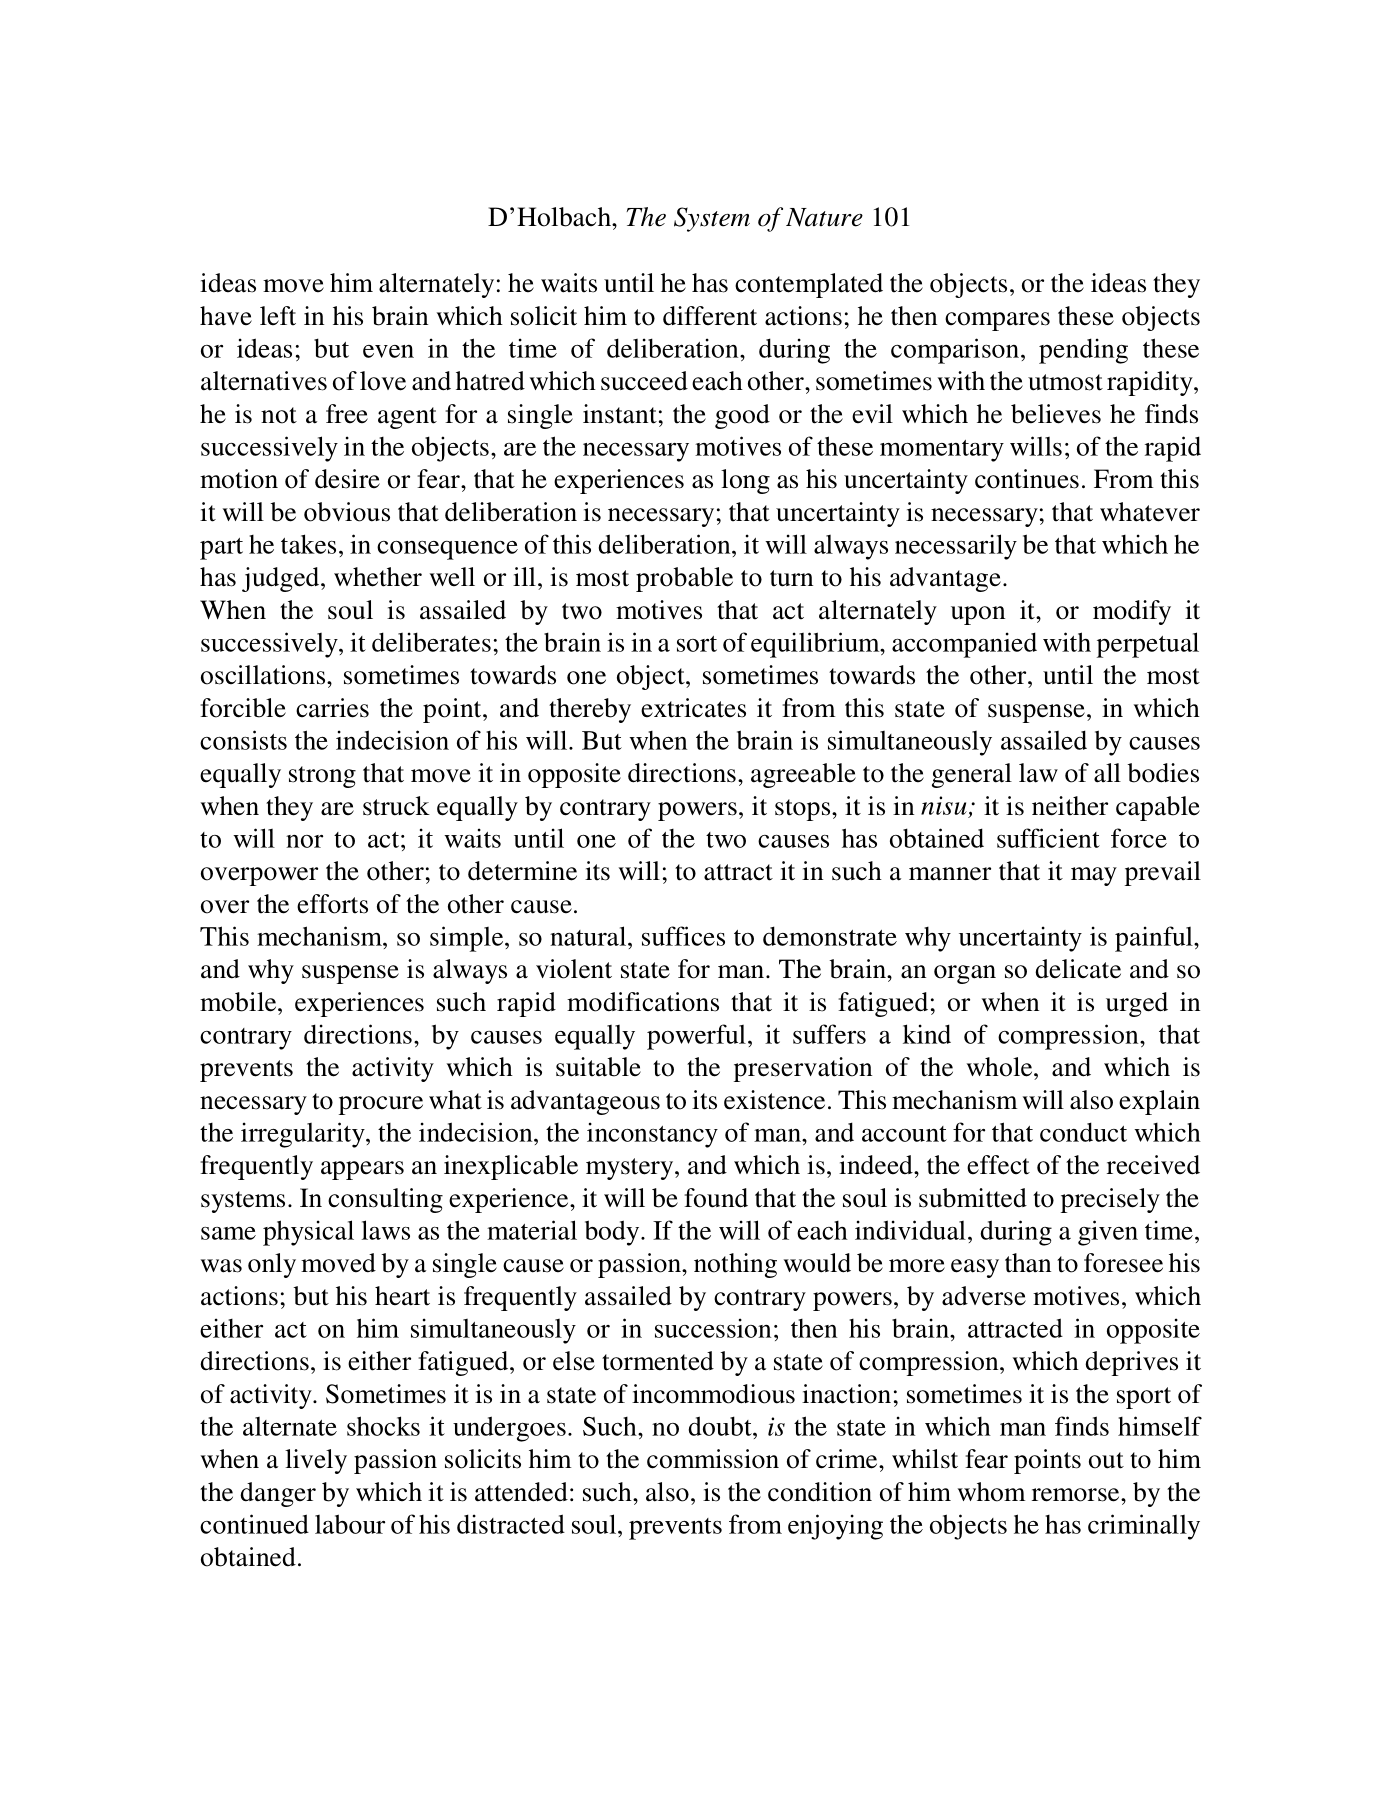 D’Holbach, The System of Nature 101
ideas move him alternately: he waits until he has contemplated the objects, or the ideas they
have left in his brain which solicit him to different actions; he then compares these objects
or ideas; but even in the time of deliberation, during the comparison, pending these
alternatives of love and hatred which succeed each other, sometimes with the utmost rapidity,
he is not a free agent for a single instant; the good or the evil which he believes he finds
successively in the objects, are the necessary motives of these momentary wills; of the rapid
motion of desire or fear, that he experiences as long as his uncertainty continues. From this
it will be obvious that deliberation is necessary; that uncertainty is necessary; that whatever
part he takes, in consequence of this deliberation, it will always necessarily be that which he
has judged, whether well or ill, is most probable to turn to his advantage.
When the soul is assailed by two motives that act alternately upon it, or modify it
successively, it deliberates; the brain is in a sort of equilibrium, accompanied with perpetual
oscillations, sometimes towards one object, sometimes towards the other, until the most
forcible carries the point, and thereby extricates it from this state of suspense, in which
consists the indecision of his will. But when the brain is simultaneously assailed by causes
equally strong that move it in opposite directions, agreeable to the general law of all bodies
when they are struck equally by contrary powers, it stops, it is in nisu; it is neither capable
to will nor to act; it waits until one of the two causes has obtained sufficient force to
overpower the other; to determine its will; to attract it in such a manner that it may prevail
over the efforts of the other cause.
This mechanism, so simple, so natural, suffices to demonstrate why uncertainty is painful,
and why suspense is always a violent state for man. The brain, an organ so delicate and so
mobile, experiences such rapid modifications that it is fatigued; or when it is urged in
contrary directions, by causes equally powerful, it suffers a kind of compression, that
prevents the activity which is suitable to the preservation of the whole, and which is
necessary to procure what is advantageous to its existence. This mechanism will also explain
the irregularity, the indecision, the inconstancy of man, and account for that conduct which
frequently appears an inexplicable mystery, and which is, indeed, the effect of the received
systems. In consulting experience, it will be found that the soul is submitted to precisely the
same physical laws as the material body. If the will of each individual, during a given time,
was only moved by a single cause or passion, nothing would be more easy than to foresee his
actions; but his heart is frequently assailed by contrary powers, by adverse motives, which
either act on him simultaneously or in succession; then his brain, attracted in opposite
directions, is either fatigued, or else tormented by a state of compression, which deprives it
of activity. Sometimes it is in a state of incommodious inaction; sometimes it is the sport of
the alternate shocks it undergoes. Such, no doubt, is the state in which man finds himself
when a lively passion solicits him to the commission of crime, whilst fear points out to him
the danger by which it is attended: such, also, is the condition of him whom remorse, by the
continued labour of his distracted soul, prevents from enjoying the objects he has criminally
obtained.